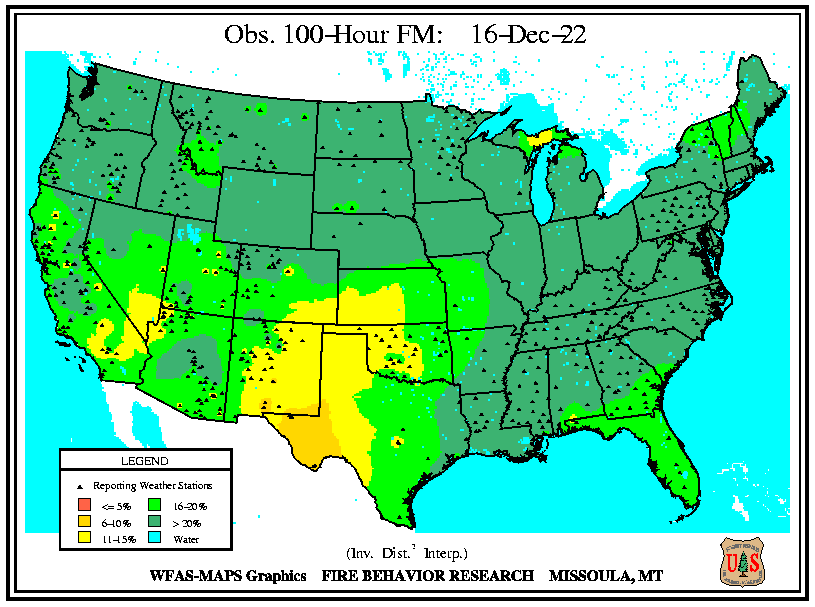 Obs. 100-Hour FM: 16-Dec-22
LEGEND
Reporting Weather Stations
<= 5% 16-20%
6-10% > 20%
11-15% Water
(Inv. Dist.² Interp.)
WFAS-MAPS Graphics FIRE BEHAVIOR RESEARCH MISSOULA, MT
U S